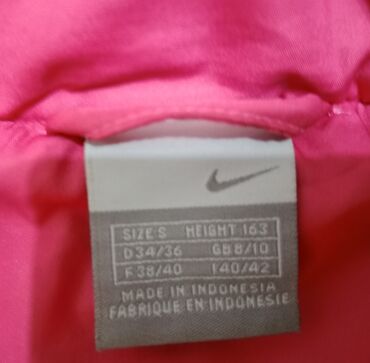 SIZE S HEIGHT 163
D34/36 GB8/10
F38/40 I40/42
MADE IN INDONESIA
FABRIQUE EN INDONESIE